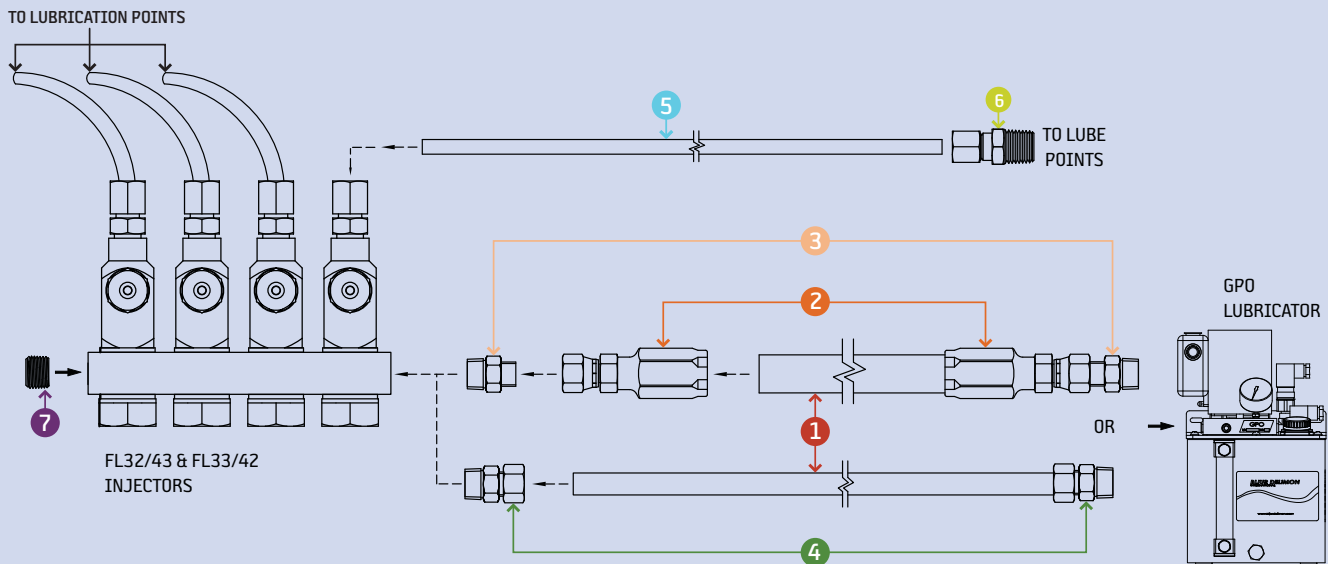 TO LUBRICATION POINTS
5
6
TO LUBE
POINTS
3
GPO
LUBRICATOR
2
7
1
OR
GPO
FL32/43 & FL33/42
INJECTORS
4